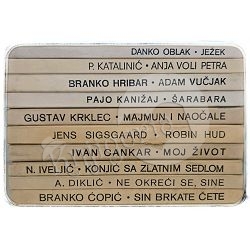 DANKO OBLAK · JEŽEK
P. KATALINIĆ · ANJA VOLI PETRA
BRANKO HRIBAR · ADAM VUČJAK
PAJO KANIŽAJ · ŠARABARA
GUSTAV KRKLEC · MAJMUN I NAOČALE
JENS SIGSGAARD · ROBIN HUD
IVAN CANKAR · MOJ ŽIVOT
N. IVELJIĆ · KONJIĆ SA ZLATNIM SEDLOM
A. DIKLIĆ · NE OKREĆI SE, SINE
BRANKO ĆOPIĆ · SIN BRKATE ČETE